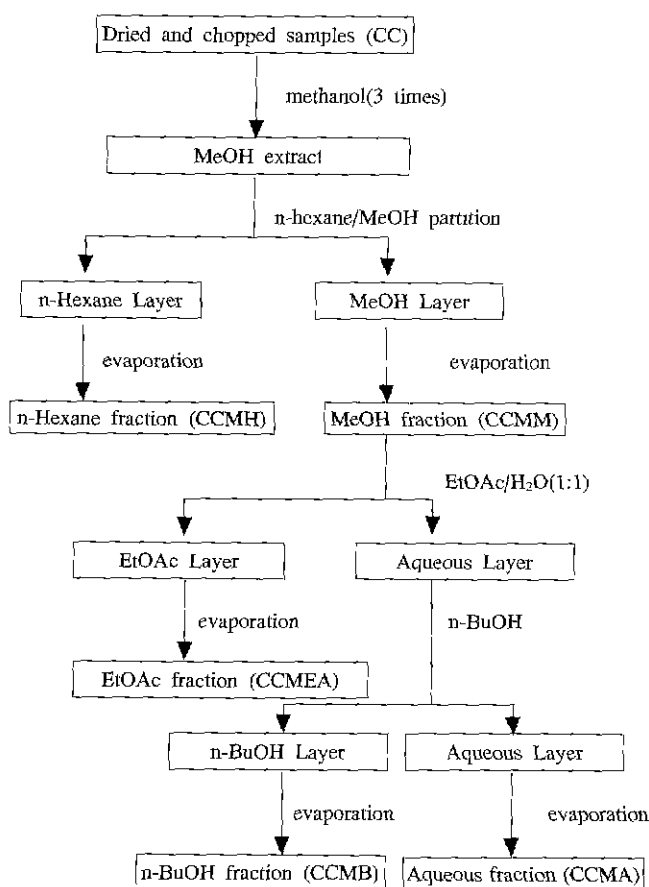 Dried and chopped samples (CC)
methanol(3 times)
MeOH extract
n-hexane/MeOH partition
n-Hexane Layer
MeOH Layer
evaporation
evaporation
n-Hexane fraction (CCMH)
MeOH fraction (CCMM)
EtOAc/H₂O(1:1)
EtOAc Layer
Aqueous Layer
evaporation
n-BuOH
EtOAc fraction (CCMEA)
n-BuOH Layer
Aqueous Layer
evaporation
evaporation
n-BuOH fraction (CCMB)
Aqueous fraction (CCMA)